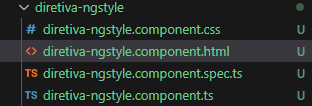 diretiva-ngstyle
# diretiva-ngstyle.component.css U
<> diretiva-ngstyle.component.html U
TS diretiva-ngstyle.component.spec.ts U
TS diretiva-ngstyle.component.ts U